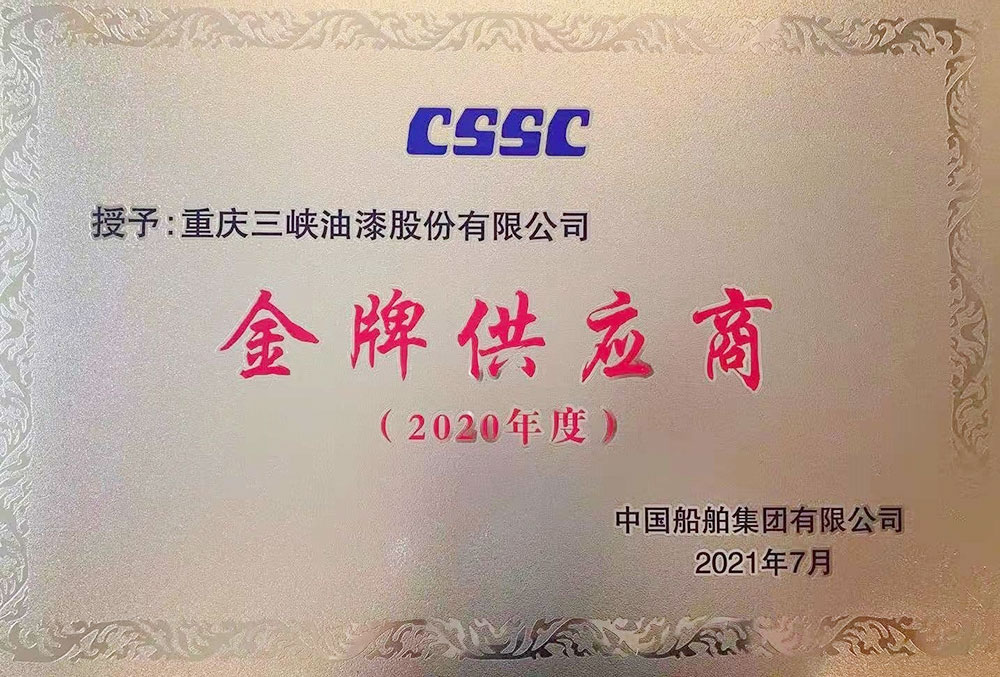 CSSC
授予:重庆三峡油漆股份有限公司
金牌供应商
(2020年度)
中国船舶集团有限公司
2021年7月